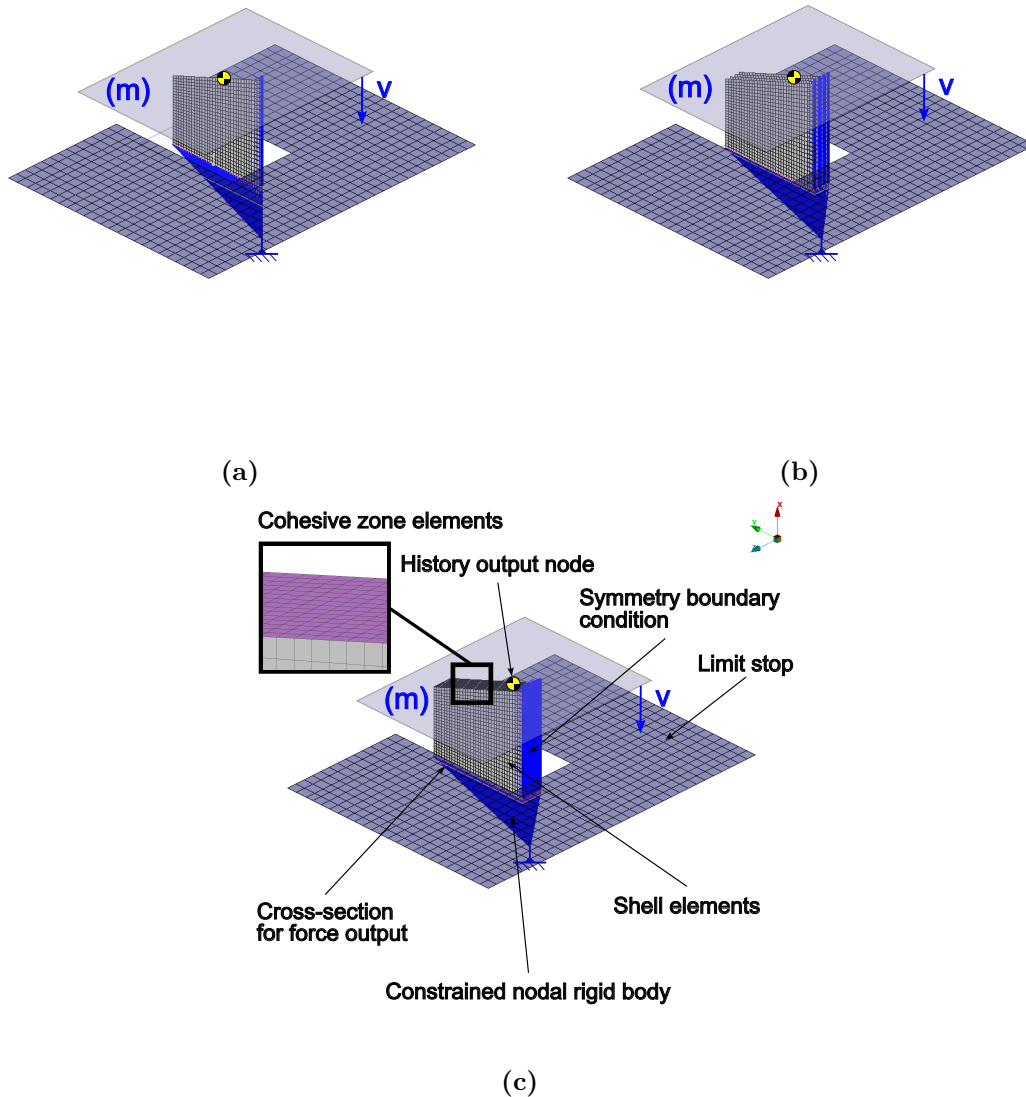 (m)
v
(m)
v
(a)
(b)
Cohesive zone elements
X
Y
Z
History output node
Symmetry boundary
condition
Limit stop
(m)
v
Cross-section
for force output
Shell elements
Constrained nodal rigid body
(c)